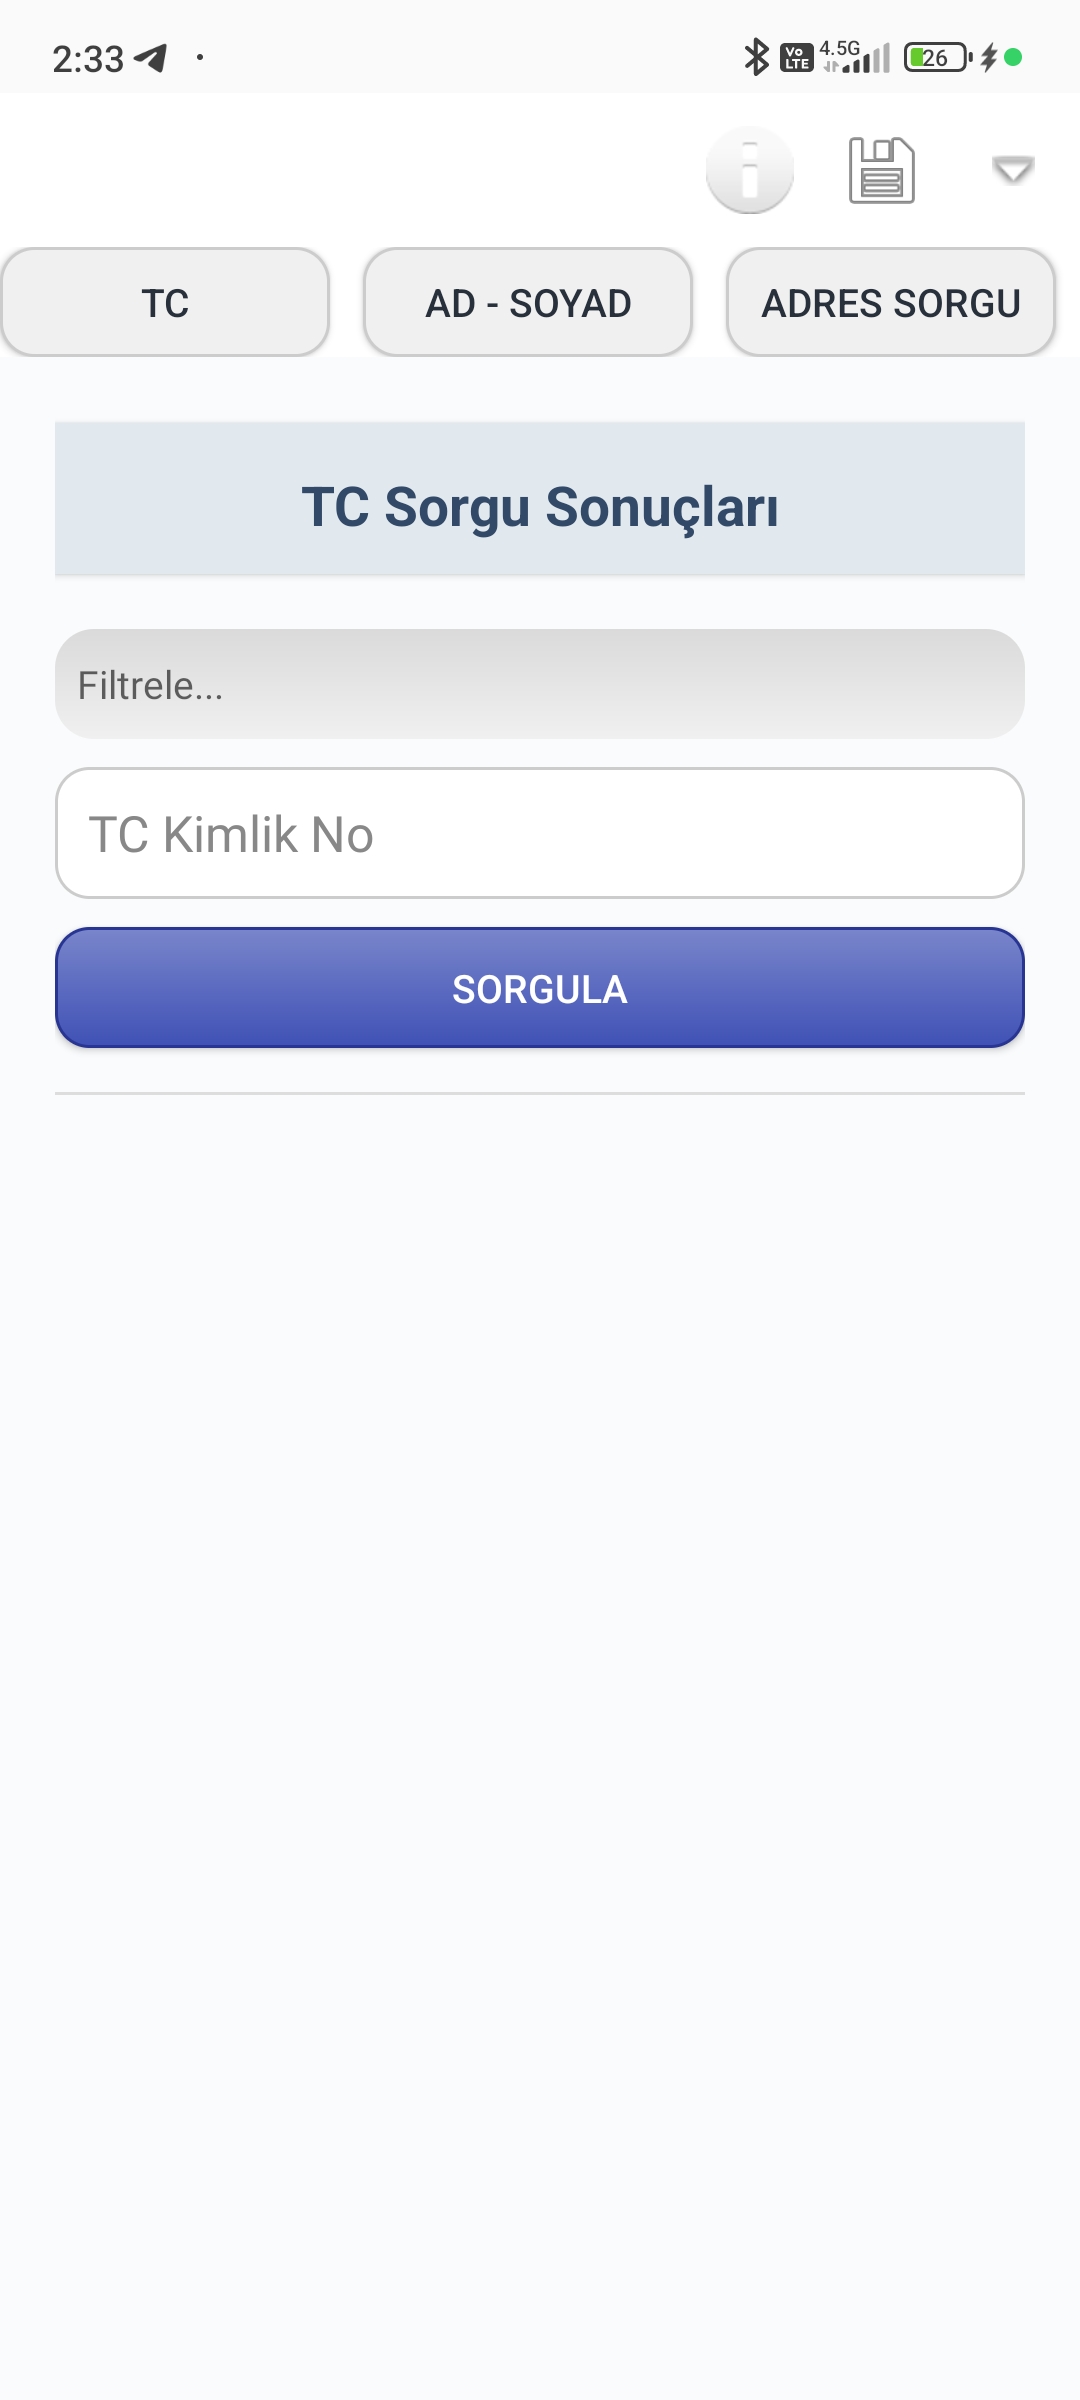 2:33
Vo LTE 4.5G 26
TC
AD - SOYAD
ADRES SORGU
TC Sorgu Sonuçları
Filtrele...
TC Kimlik No
SORGULA